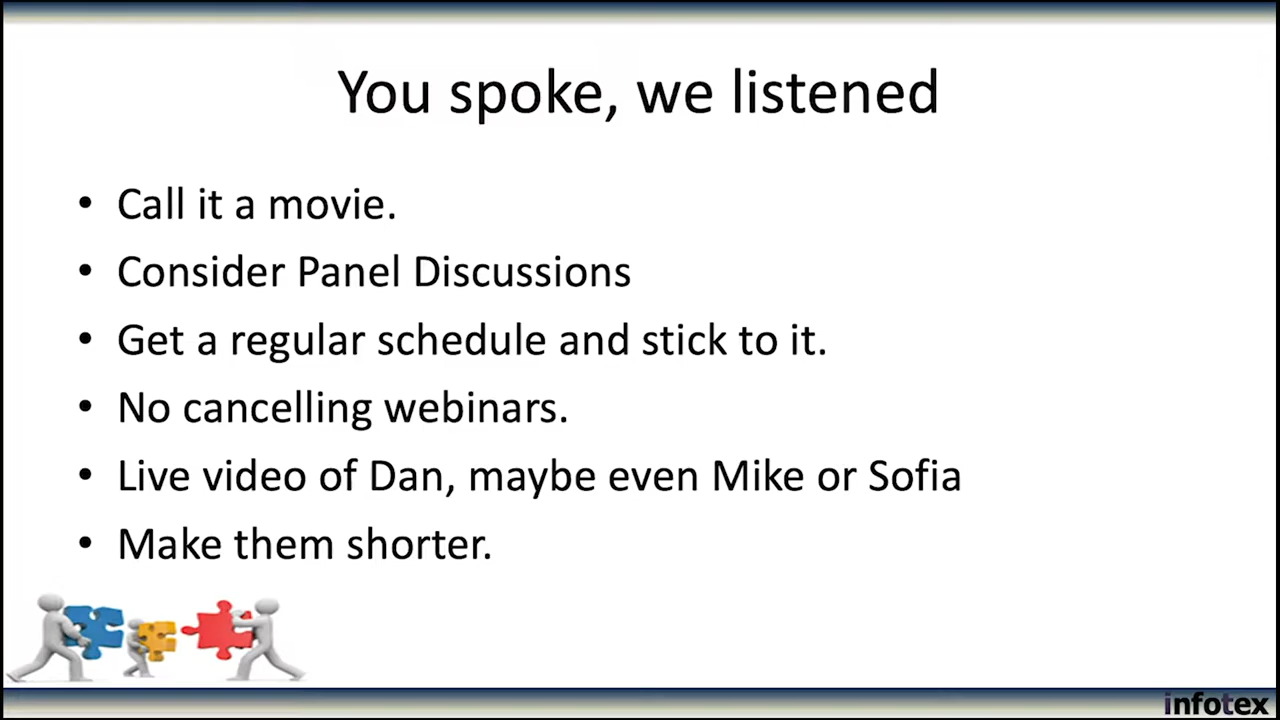 You spoke, we listened
• Call it a movie.
• Consider Panel Discussions
• Get a regular schedule and stick to it.
• No cancelling webinars.
• Live video of Dan, maybe even Mike or Sofia
• Make them shorter.
infotex